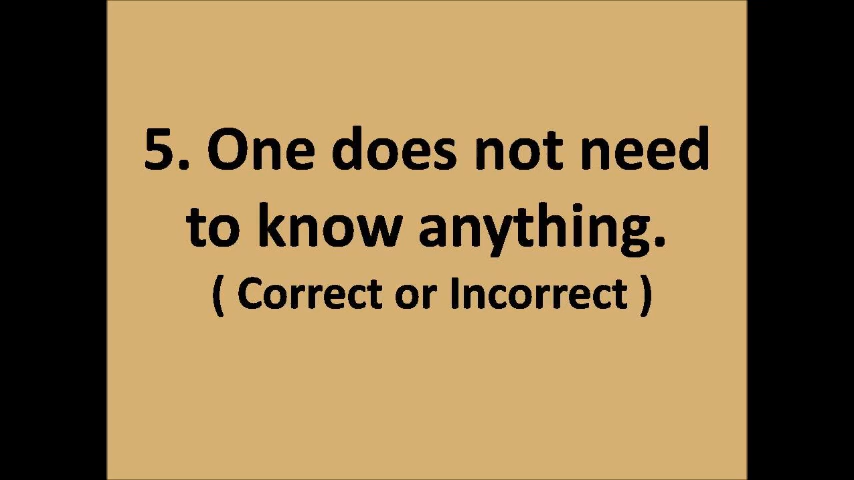 5. One does not need
to know anything.
( Correct or Incorrect )